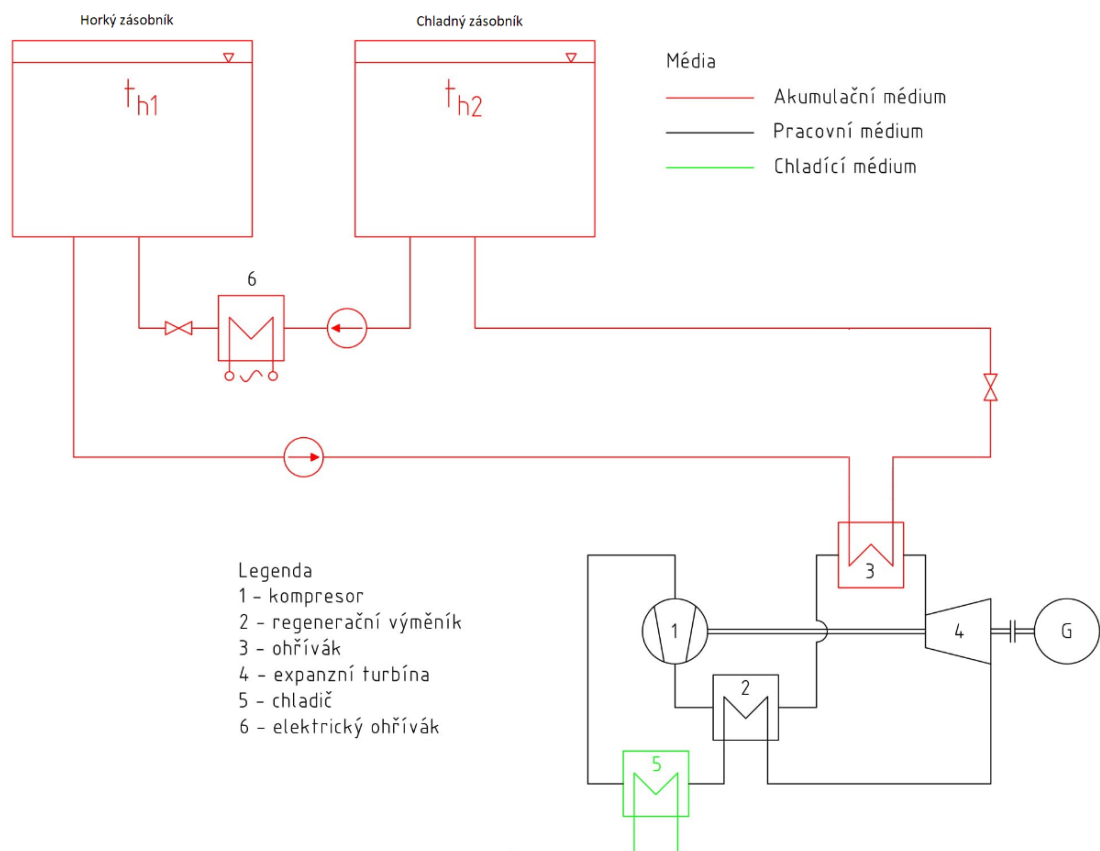 Horký zásobník
Chladný zásobník
th1
th2
Média
Akumulační médium
Pracovní médium
Chladící médium
6
3
Legenda
1 - kompresor
2 - regenerační výměník
3 - ohřívák
4 - expanzní turbína
5 - chladič
6 - elektrický ohřívák
1
4
G
2
5